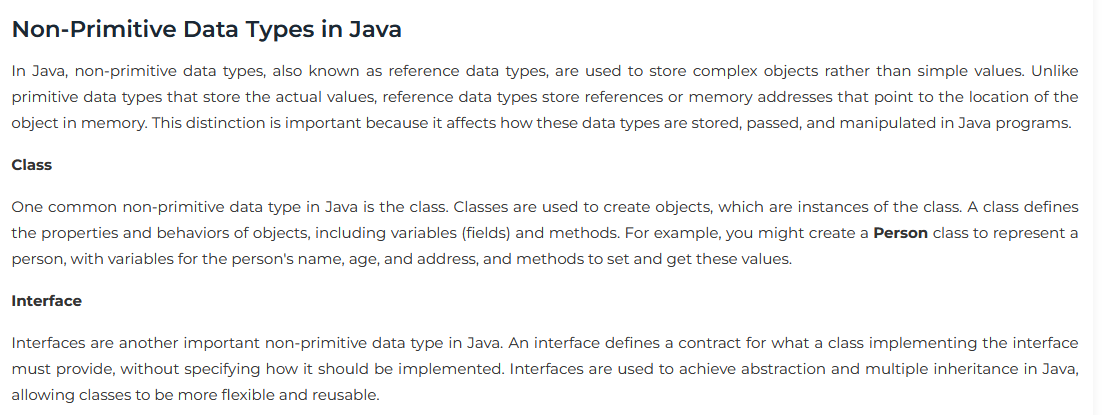 Non-Primitive Data Types in Java
In Java, non-primitive data types, also known as reference data types, are used to store complex objects rather than simple values. Unlike
primitive data types that store the actual values, reference data types store references or memory addresses that point to the location of the
object in memory. This distinction is important because it affects how these data types are stored, passed, and manipulated in Java programs.
Class
One common non-primitive data type in Java is the class. Classes are used to create objects, which are instances of the class. A class defines
the properties and behaviors of objects, including variables (fields) and methods. For example, you might create a Person class to represent a
person, with variables for the person's name, age, and address, and methods to set and get these values.
Interface
Interfaces are another important non-primitive data type in Java. An interface defines a contract for what a class implementing the interface
must provide, without specifying how it should be implemented. Interfaces are used to achieve abstraction and multiple inheritance in Java,
allowing classes to be more flexible and reusable.